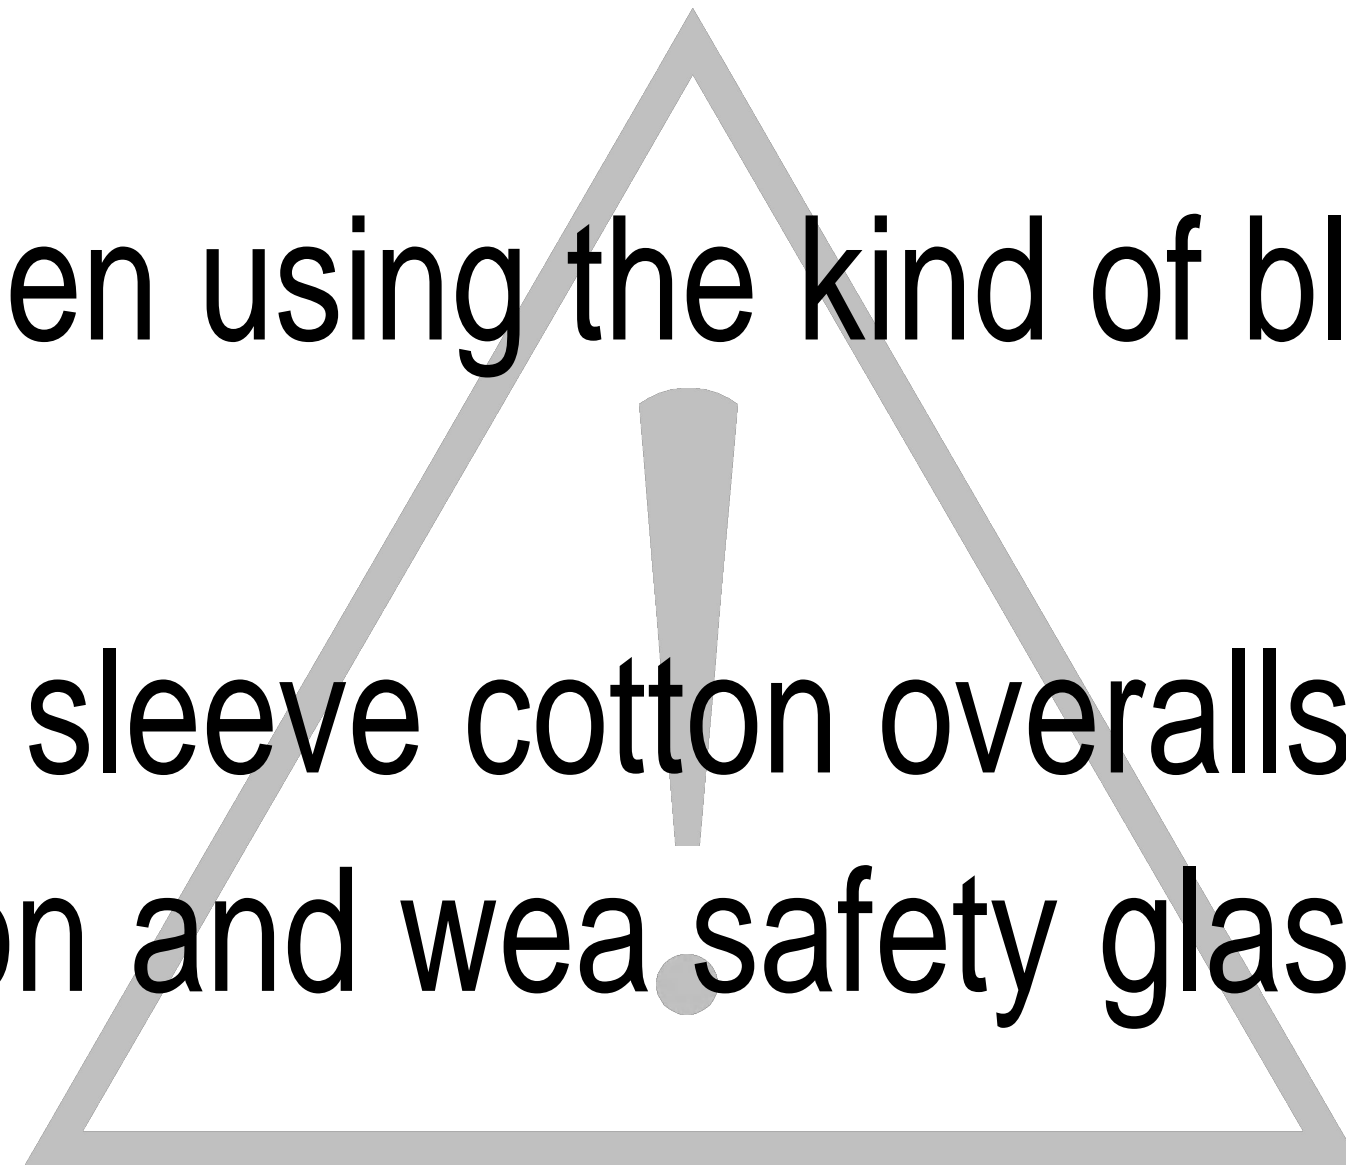 en using the kind of bl
sleeve cotton overalls
on and wea safety glas